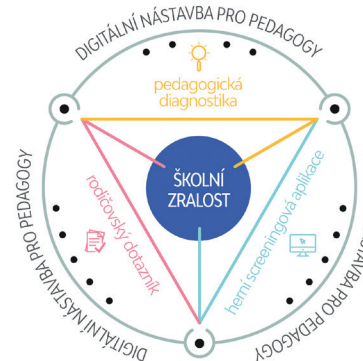 DIGITÁLNÍ NÁSTAVBA PRO PEDAGOGY
pedagogická
diagnostika
ŠKOLNÍ
ZRALOST
rodičovský dotazník
herní screeningová aplikace
DIGITÁLNÍ NÁSTAVBA PRO PEDAGOGY
STAVBA PRO PEDAGOGY